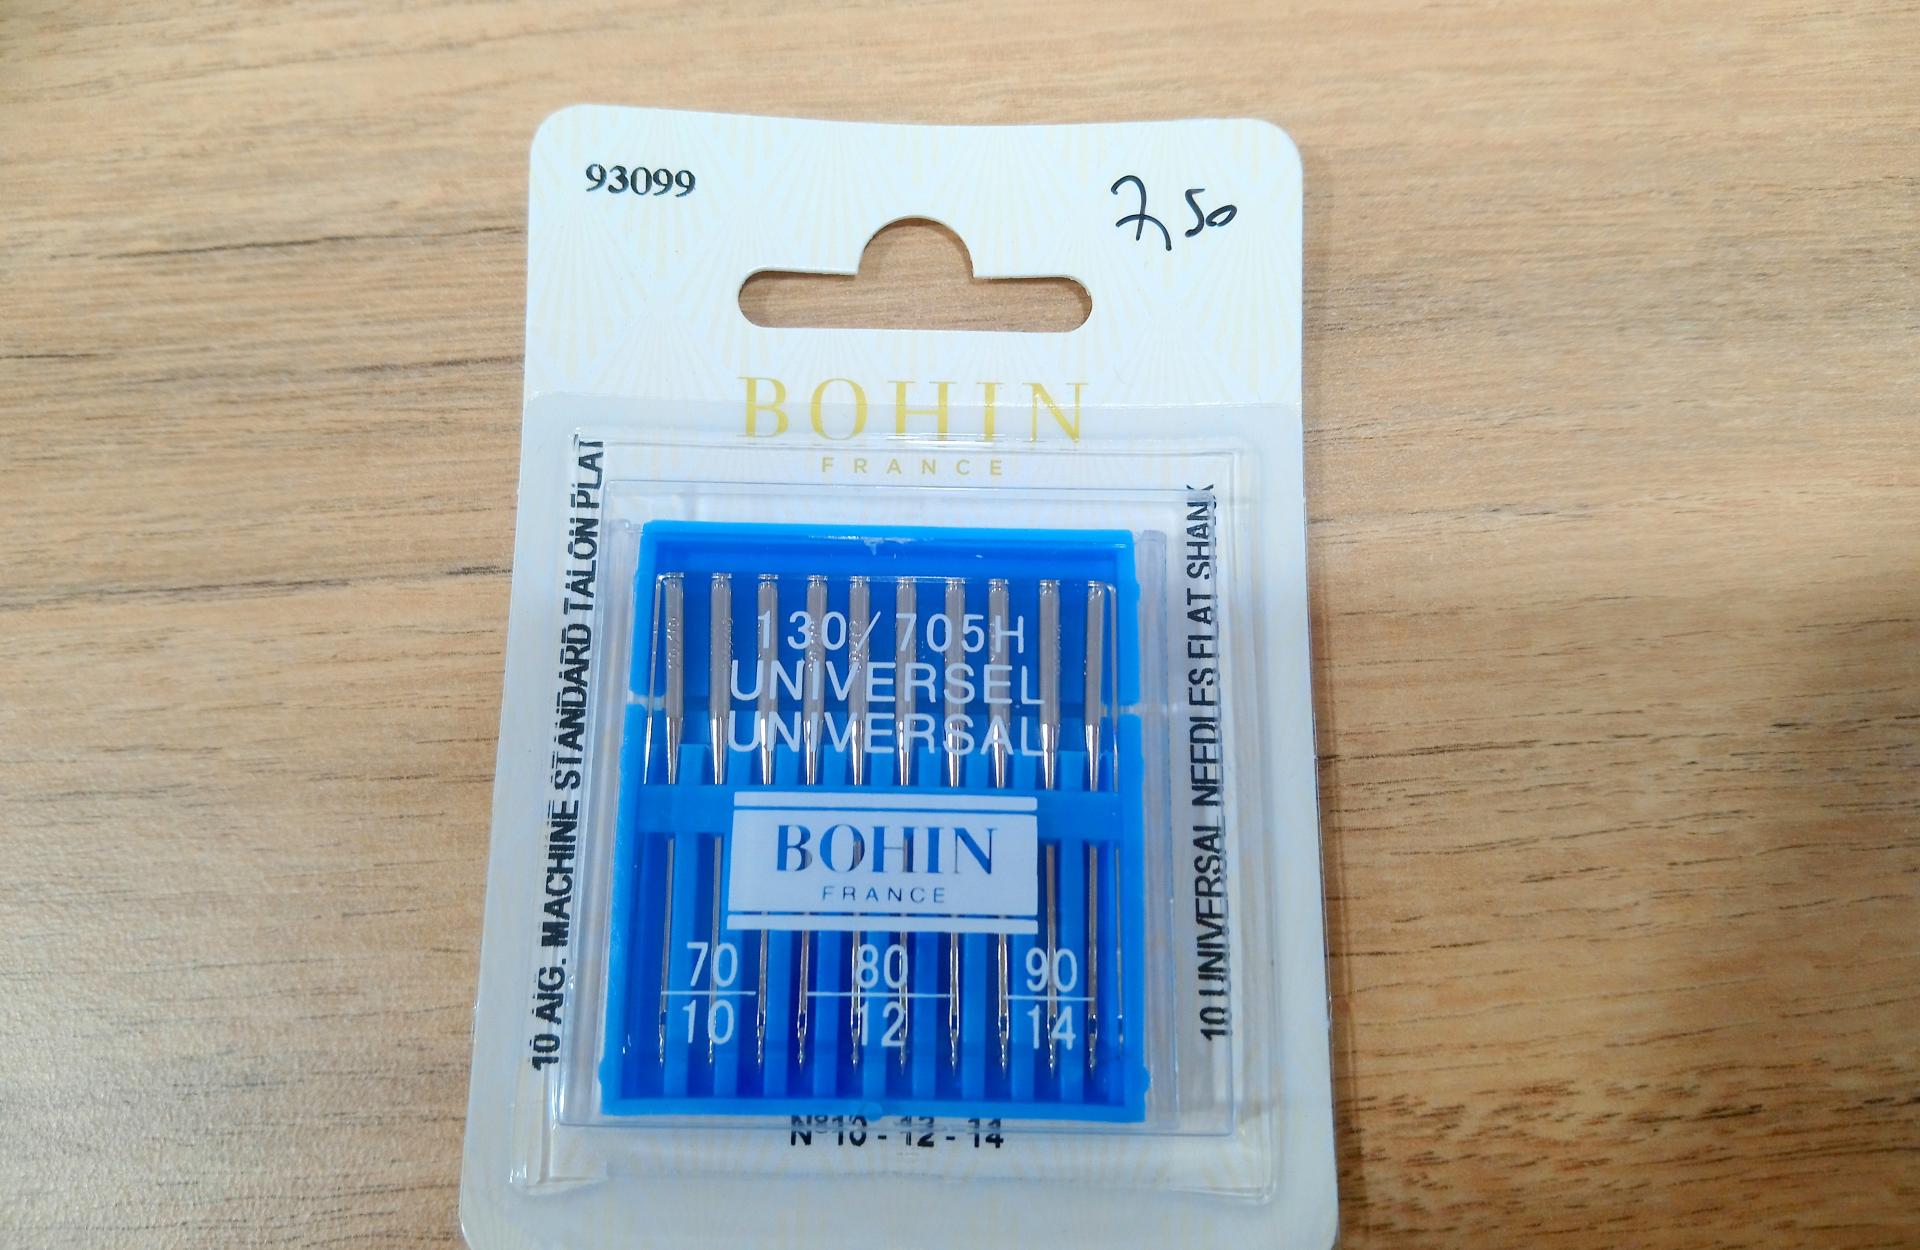 93099
7,50
BOHIN
FRANCE
10 AIG. MACHINE STANDARD TALON PLAT
10 UNIVERSAL NEEDLES FLAT SHANK
130/705H
UNIVERSEL
UNIVERSAL
BOHIN
FRANCE
70 80 90
10 12 14
N°10 - 12 - 14